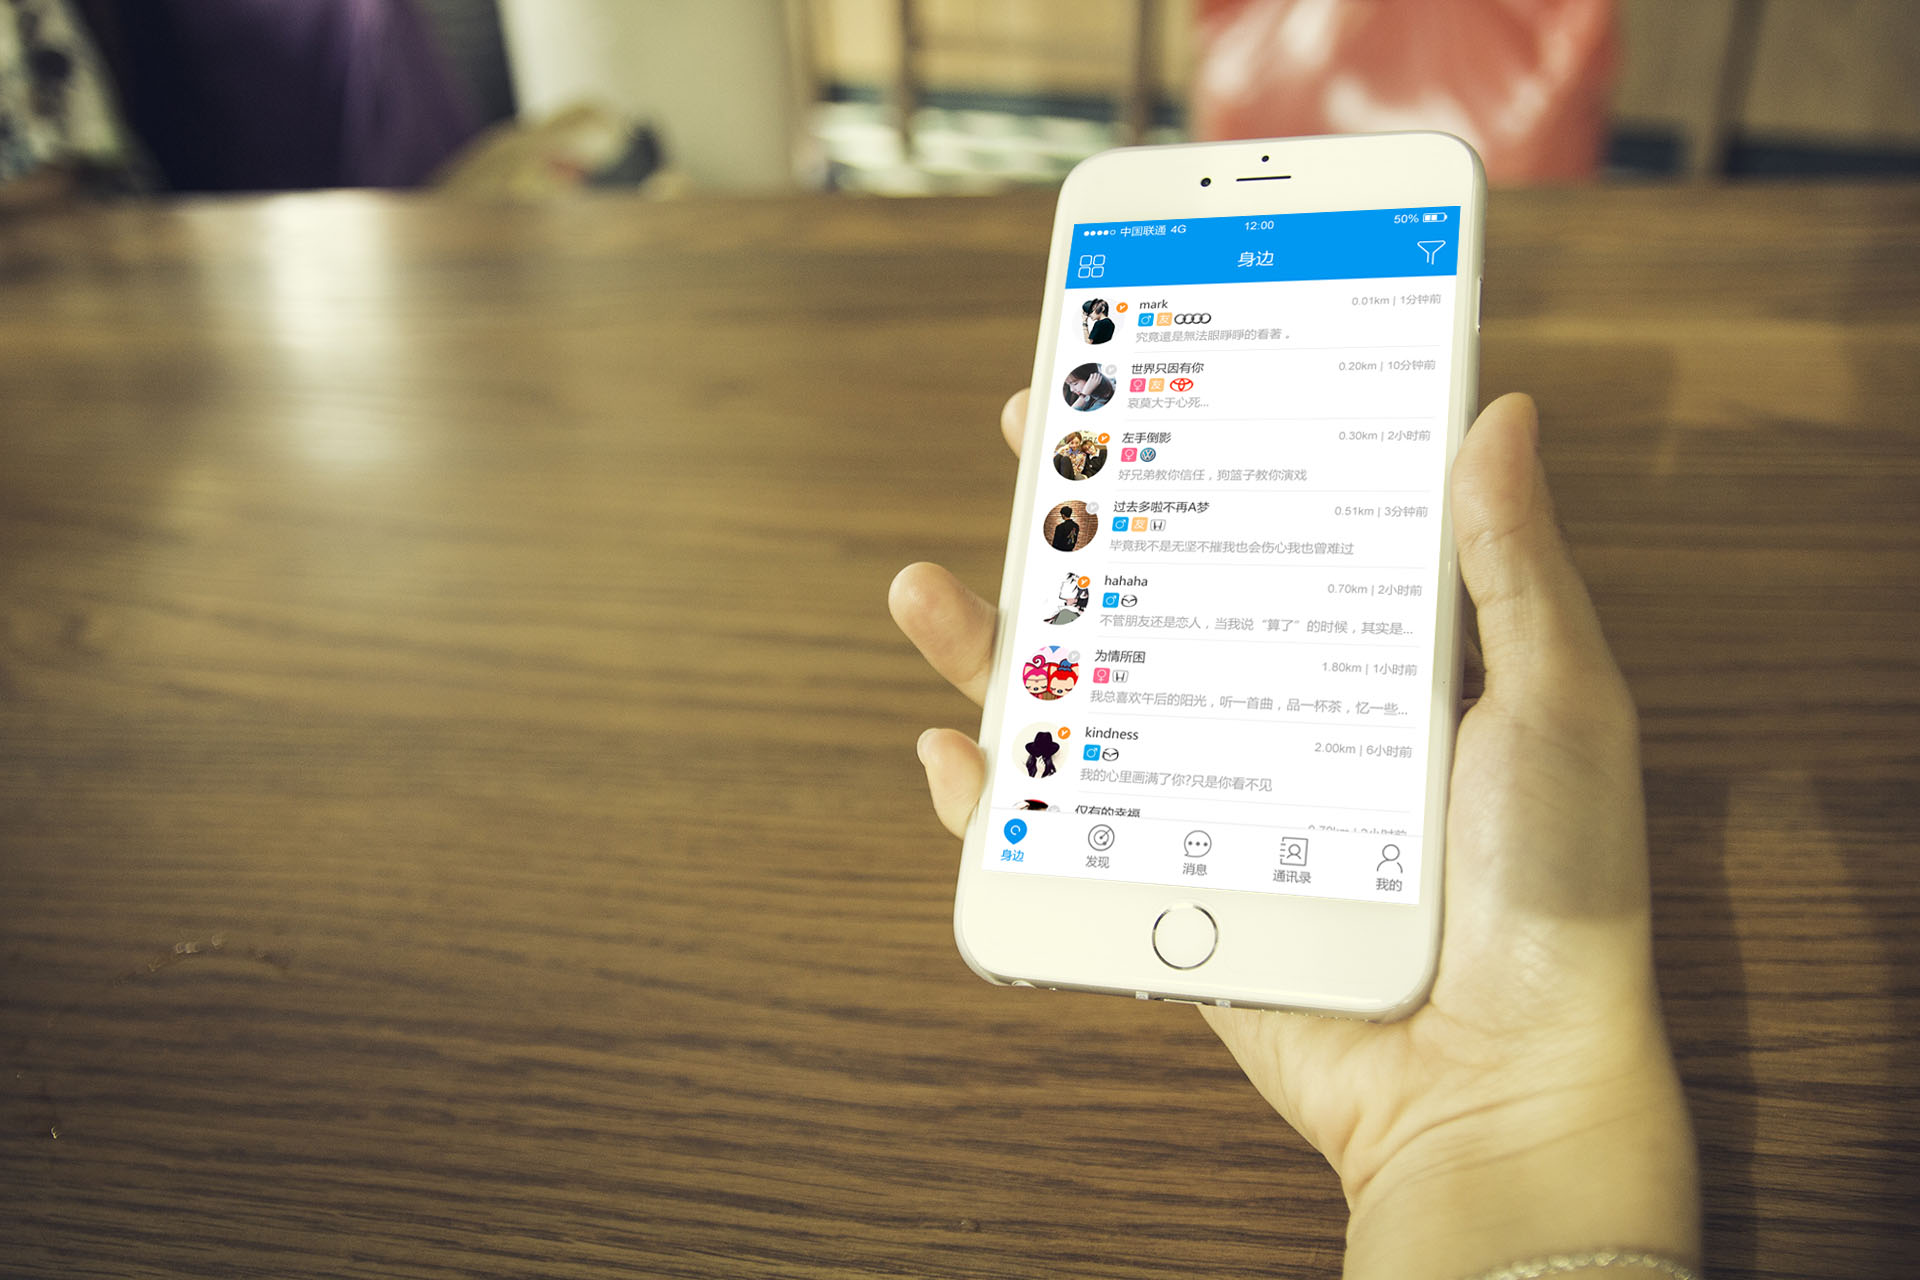 中国联通 4G
12:00
50%
身边
mark
0.01km | 1分钟前
友
究竟還是無法眼睜睜的看著。
世界只因有你
0.20km | 10分钟前
友
哀莫大于心死...
左手倒影
0.30km | 2小时前
好兄弟教你信任，狗篮子教你演戏
过去多啦不再A梦
0.51km | 3分钟前
友
毕竟我不是无坚不摧我也会伤心我也曾难过
hahaha
0.70km | 2小时前
不管朋友还是恋人，当我说“算了”的时候，其实是...
为情所困
1.80km | 1小时前
我总喜欢午后的阳光，听一首曲，品一杯茶，忆一些...
kindness
2.00km | 6小时前
我的心里画满了你?只是你看不见
仅有的幸福
身边
发现
消息
通讯录
我的